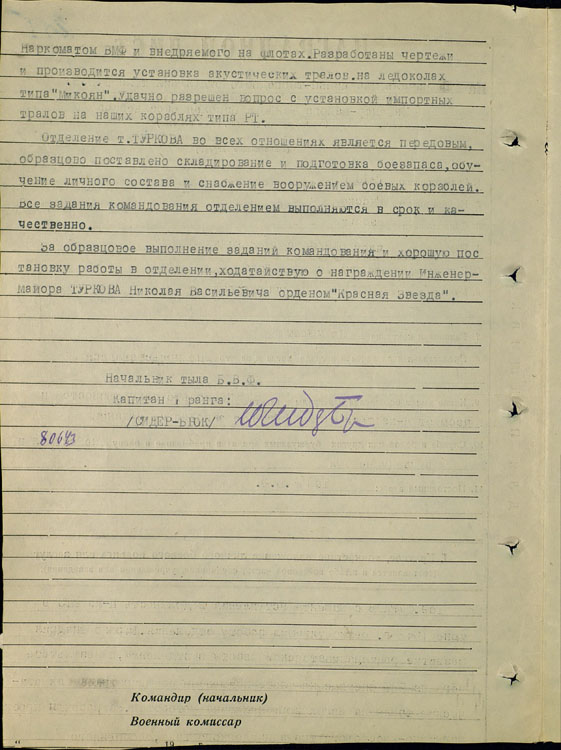 Наркоматом ВМФ и внедряемого на флотах.Разработаны чертежи
и производится установка акустических тралов.на ледоколах
типа"Микоян".Удачно разрешен вопрос с установкой импортных
тралов на наших кораблях типа РТ.
Отделение т.ТУРКОВА во всех отношениях является передовым,
образцово поставлено складирование и подготовка боезапаса,обу-
чение личного состава и снабжение вооружением боевых кораблей.
Все задания командования отделением выполняются в срок и ка-
чественно.
За образцовое выполнение заданий командования и хорошую пос
тановку работы в отделении,ходатайствую о награждении Инженер-
майора ТУРКОВА Николая Васильевича орденом"Красная Звезда".
Начальник тыла Б.В.Ф.
Капитан 1 ранга:
/СИДЕР-БРЮК/
80643
Командир (начальник)
Военный комиссар
" 19